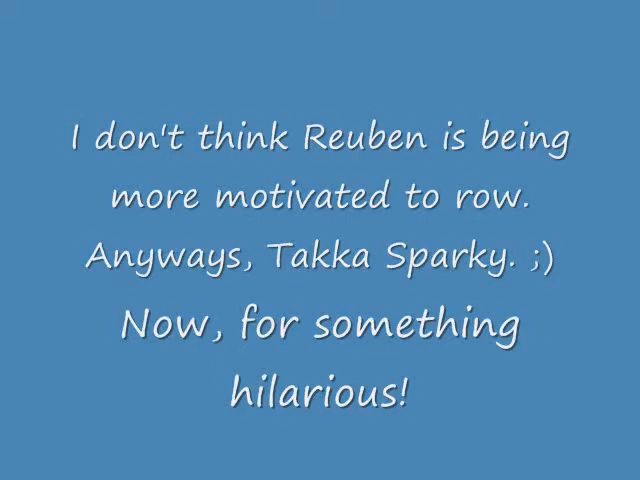 I don't think Reuben is being
more motivated to row.
Anyways, Takka Sparky. ;)
Now, for something
hilarious!